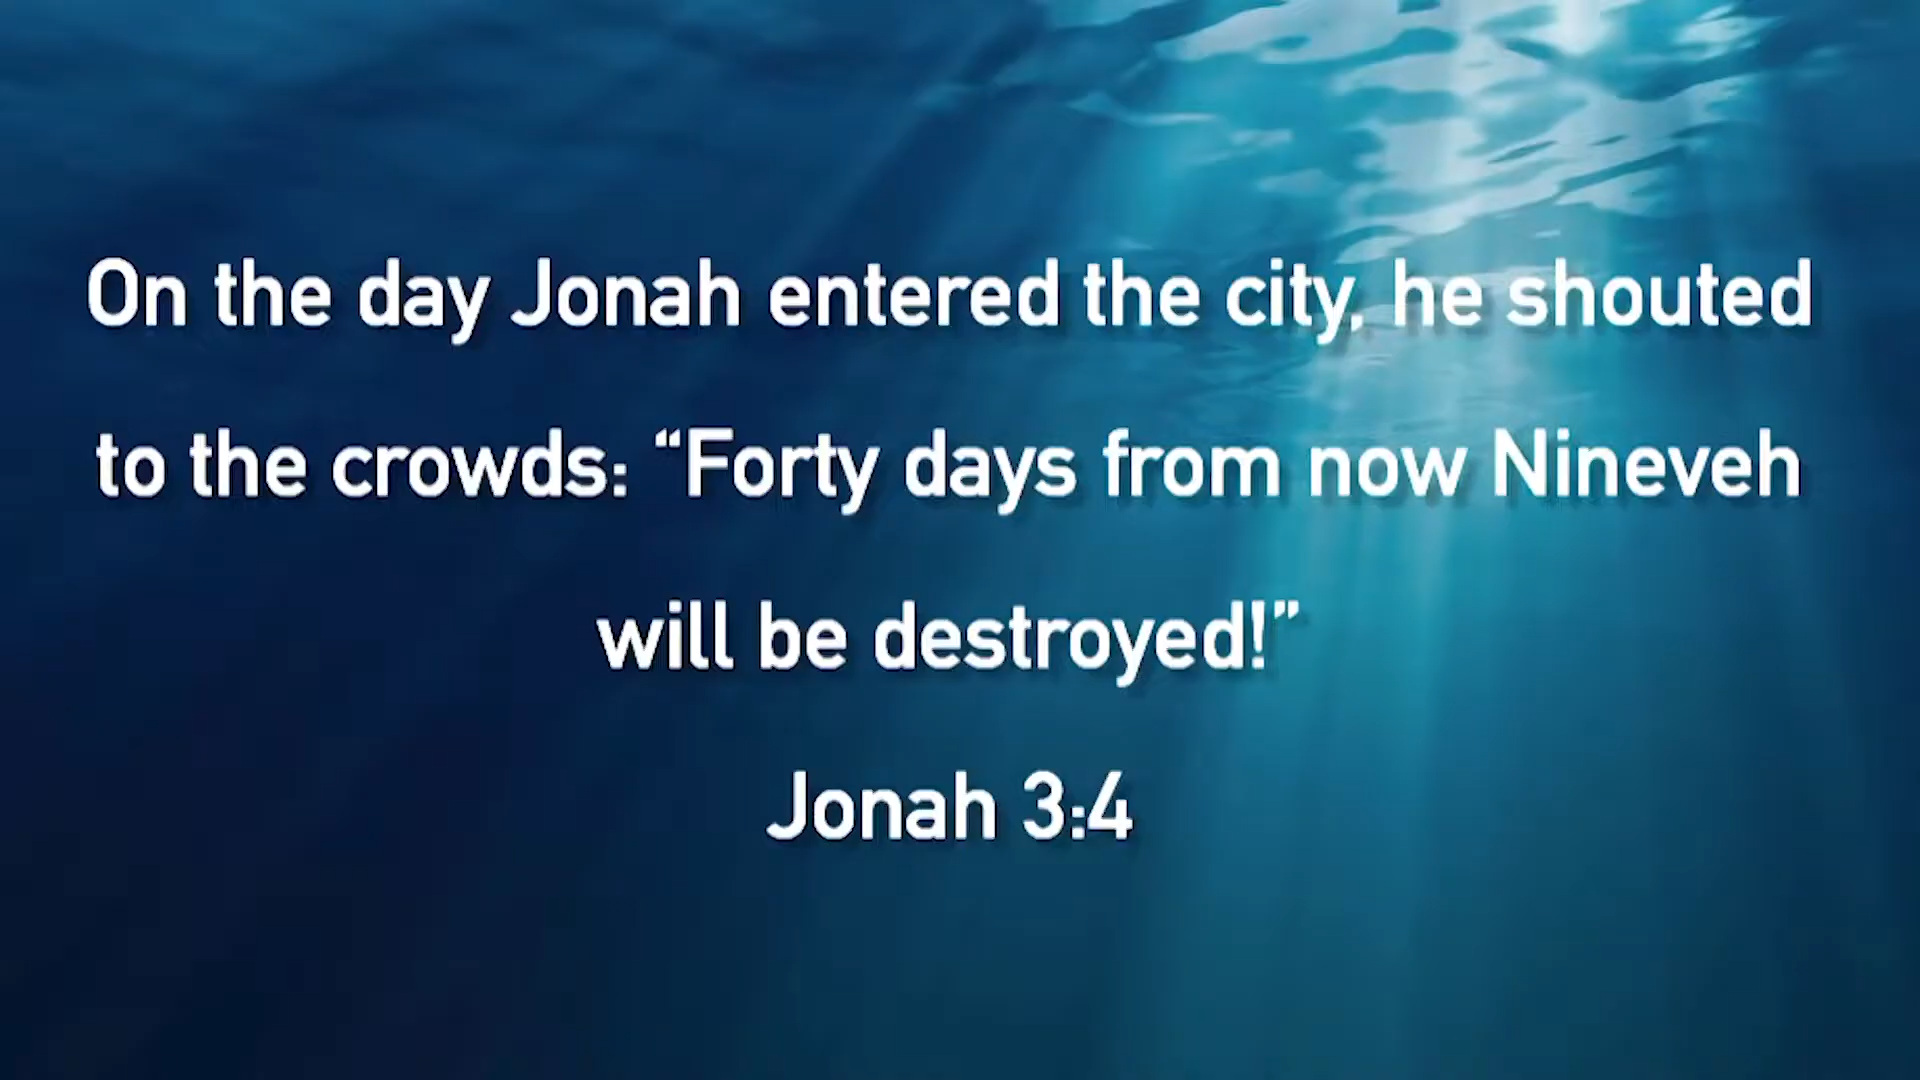 On the day Jonah entered the city, he shouted
to the crowds: “Forty days from now Nineveh
will be destroyed!”
Jonah 3:4